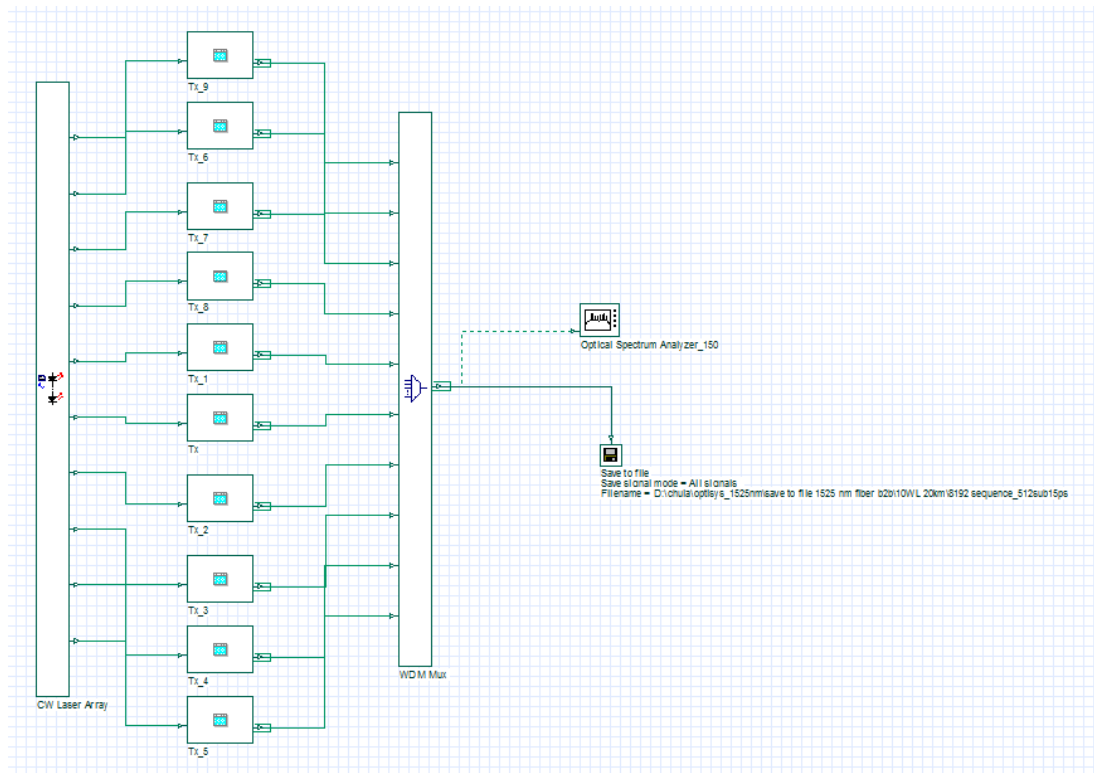 Tx_9
Tx_6
Tx_7
Tx_8
Optical Spectrum Analyzer_150
Tx_1
Tx
Save to file
Save signal mode = All signals
Filename = D:\chula\optisys_1525nm\save to file 1525 nm fiber b2b\10WL 20km\8192 sequence_512sub15ps
Tx_2
Tx_3
Tx_4
WDM Mux
CW Laser Array
Tx_5